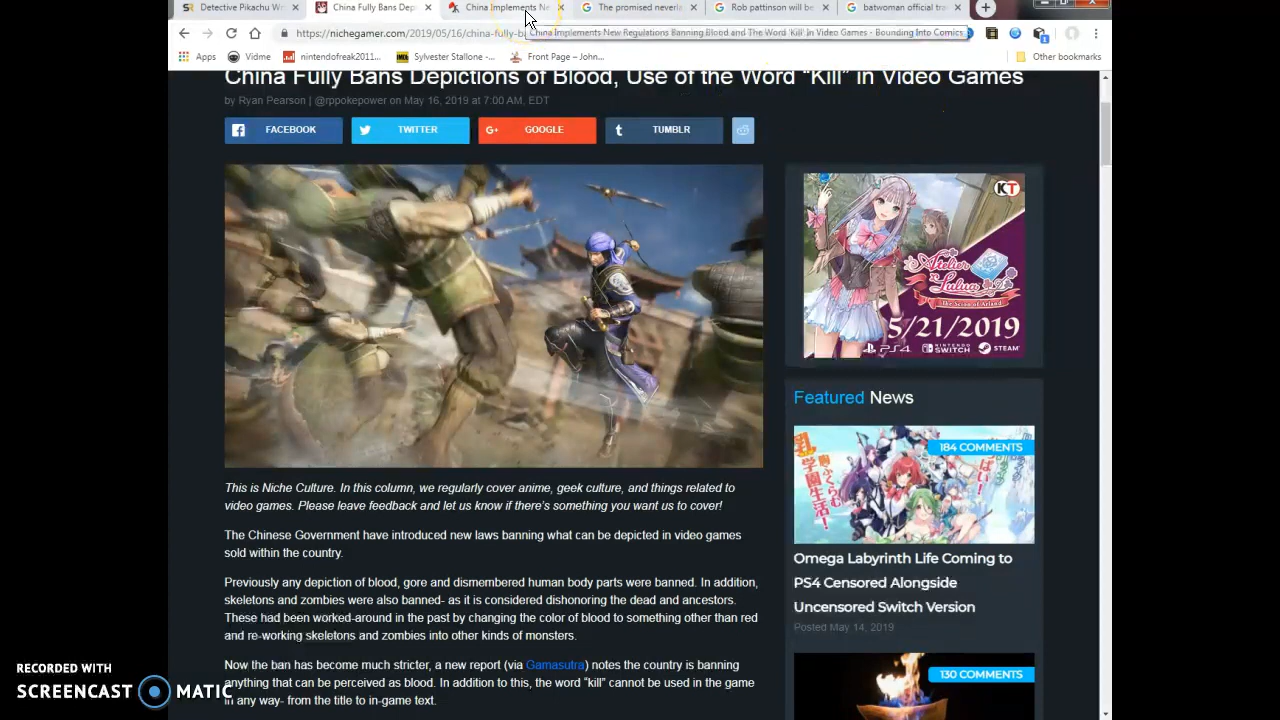 Detective Pikachu Wr
China Fully Bans Dep
China Implements Ne
The promised neverla
Rob pattinson will be
batwoman official tra
https://nichegamer.com/2019/05/16/china-fully-b
China Implements New Regulations Banning Blood and The Word 'Kill' in Video Games - Bounding Into Comics
Apps
Vidme
nintendofreak2011...
Sylvester Stallone -...
Front Page – John...
Other bookmarks
China Fully Bans Depictions of Blood, Use of the Word “Kill” in Video Games
by Ryan Pearson | @rppokepower on May 16, 2019 at 7:00 AM, EDT
FACEBOOK
TWITTER
G+ GOOGLE
TUMBLR
KT
Atelier
Lulua
The Scion of Arland
5/21/2019
PS4 NINTENDO SWITCH STEAM
Featured News
184 COMMENTS
This is Niche Culture. In this column, we regularly cover anime, geek culture, and things related to
video games. Please leave feedback and let us know if there's something you want us to cover!
The Chinese Government have introduced new laws banning what can be depicted in video games
sold within the country.
Previously any depiction of blood, gore and dismembered human body parts were banned. In addition,
skeletons and zombies were also banned- as it is considered dishonoring the dead and ancestors.
These had been worked-around in the past by changing the color of blood to something other than red
and re-working skeletons and zombies into other kinds of monsters.
Now the ban has become much stricter, a new report (via Gamasutra) notes the country is banning
anything that can be perceived as blood. In addition to this, the word “kill” cannot be used in the game
in any way- from the title to in-game text.
Omega Labyrinth Life Coming to
PS4 Censored Alongside
Uncensored Switch Version
Posted May 14, 2019
130 COMMENTS
RECORDED WITH
SCREENCAST MATIC